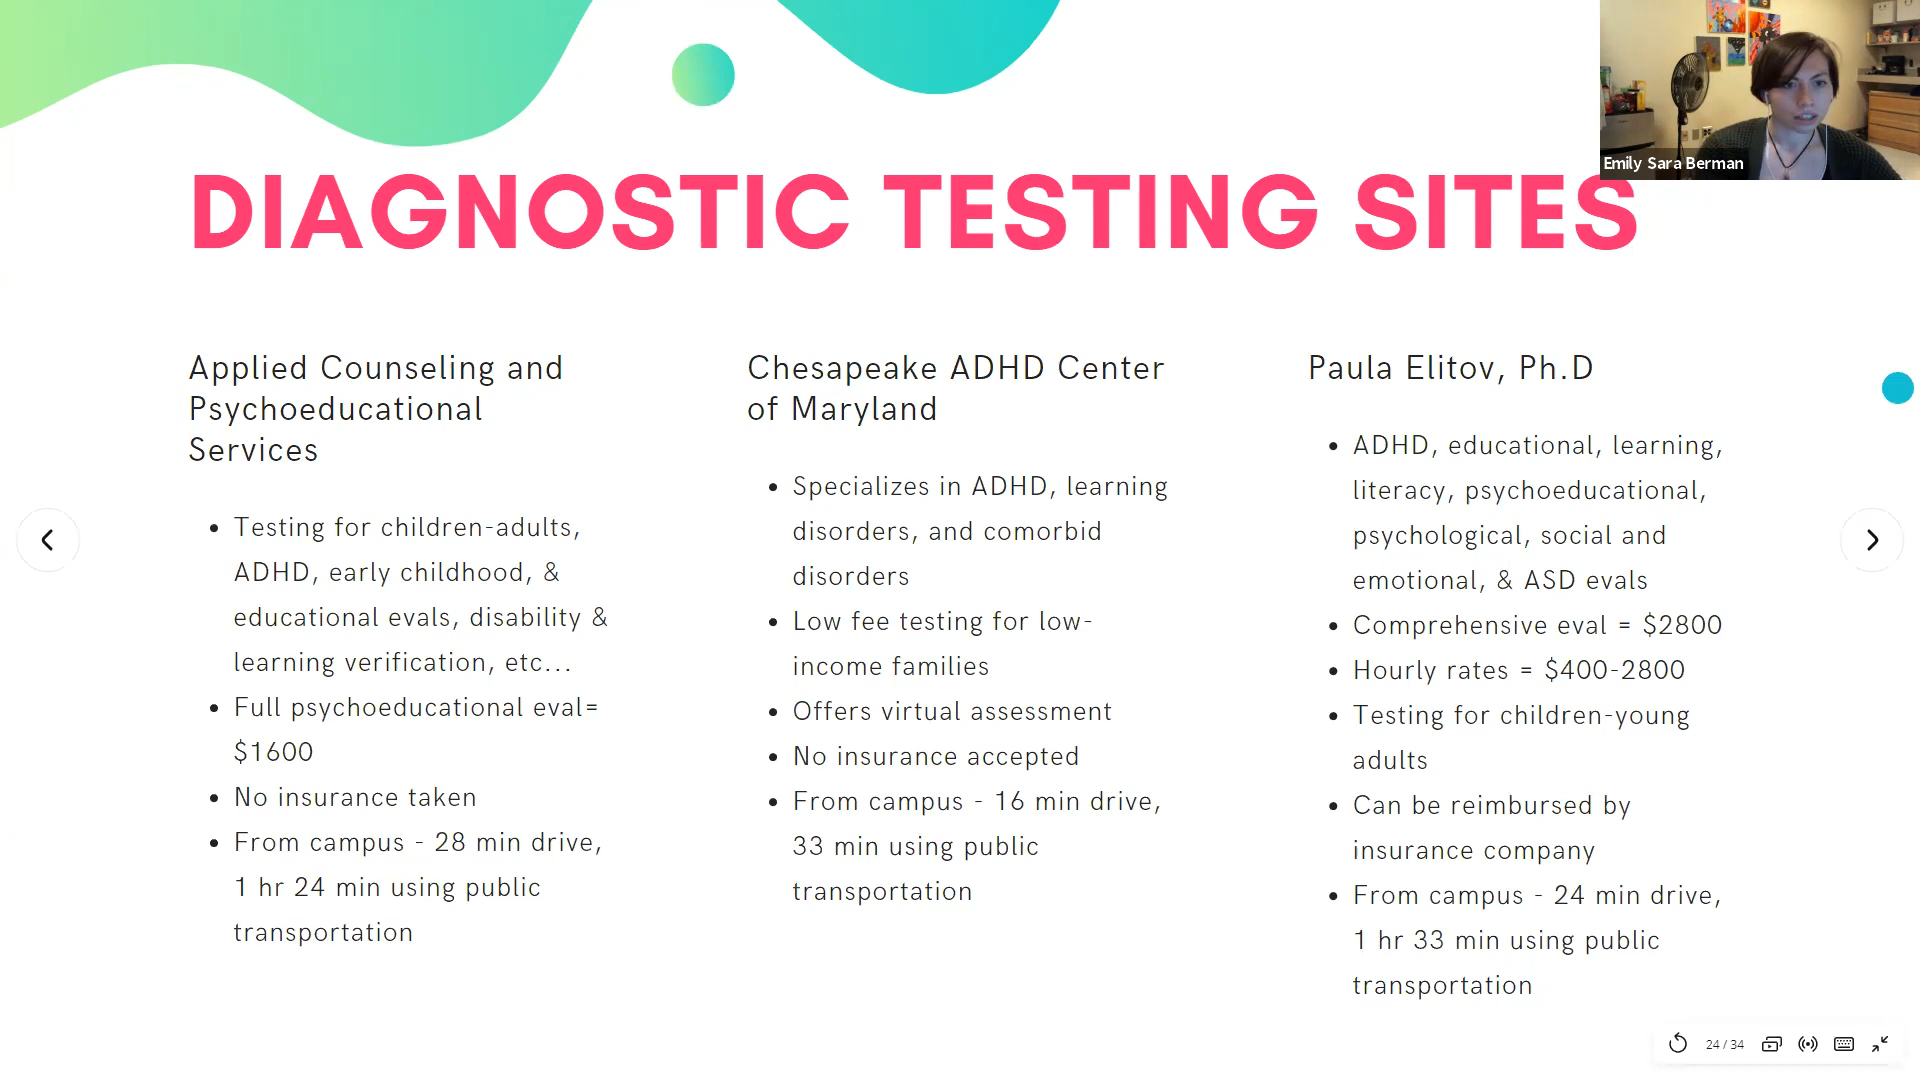 Emily Sara Berman
DIAGNOSTIC TESTING SITES
Applied Counseling and
Psychoeducational
Services
• Testing for children-adults,
ADHD, early childhood, &
educational evals, disability &
learning verification, etc...
• Full psychoeducational eval=
$1600
• No insurance taken
• From campus - 28 min drive,
1 hr 24 min using public
transportation
Chesapeake ADHD Center
of Maryland
• Specializes in ADHD, learning
disorders, and comorbid
disorders
• Low fee testing for low-
income families
• Offers virtual assessment
• No insurance accepted
• From campus - 16 min drive,
33 min using public
transportation
Paula Elitov, Ph.D
• ADHD, educational, learning,
literacy, psychoeducational,
psychological, social and
emotional, & ASD evals
• Comprehensive eval = $2800
• Hourly rates = $400-2800
• Testing for children-young
adults
• Can be reimbursed by
insurance company
• From campus - 24 min drive,
1 hr 33 min using public
transportation
24 / 34